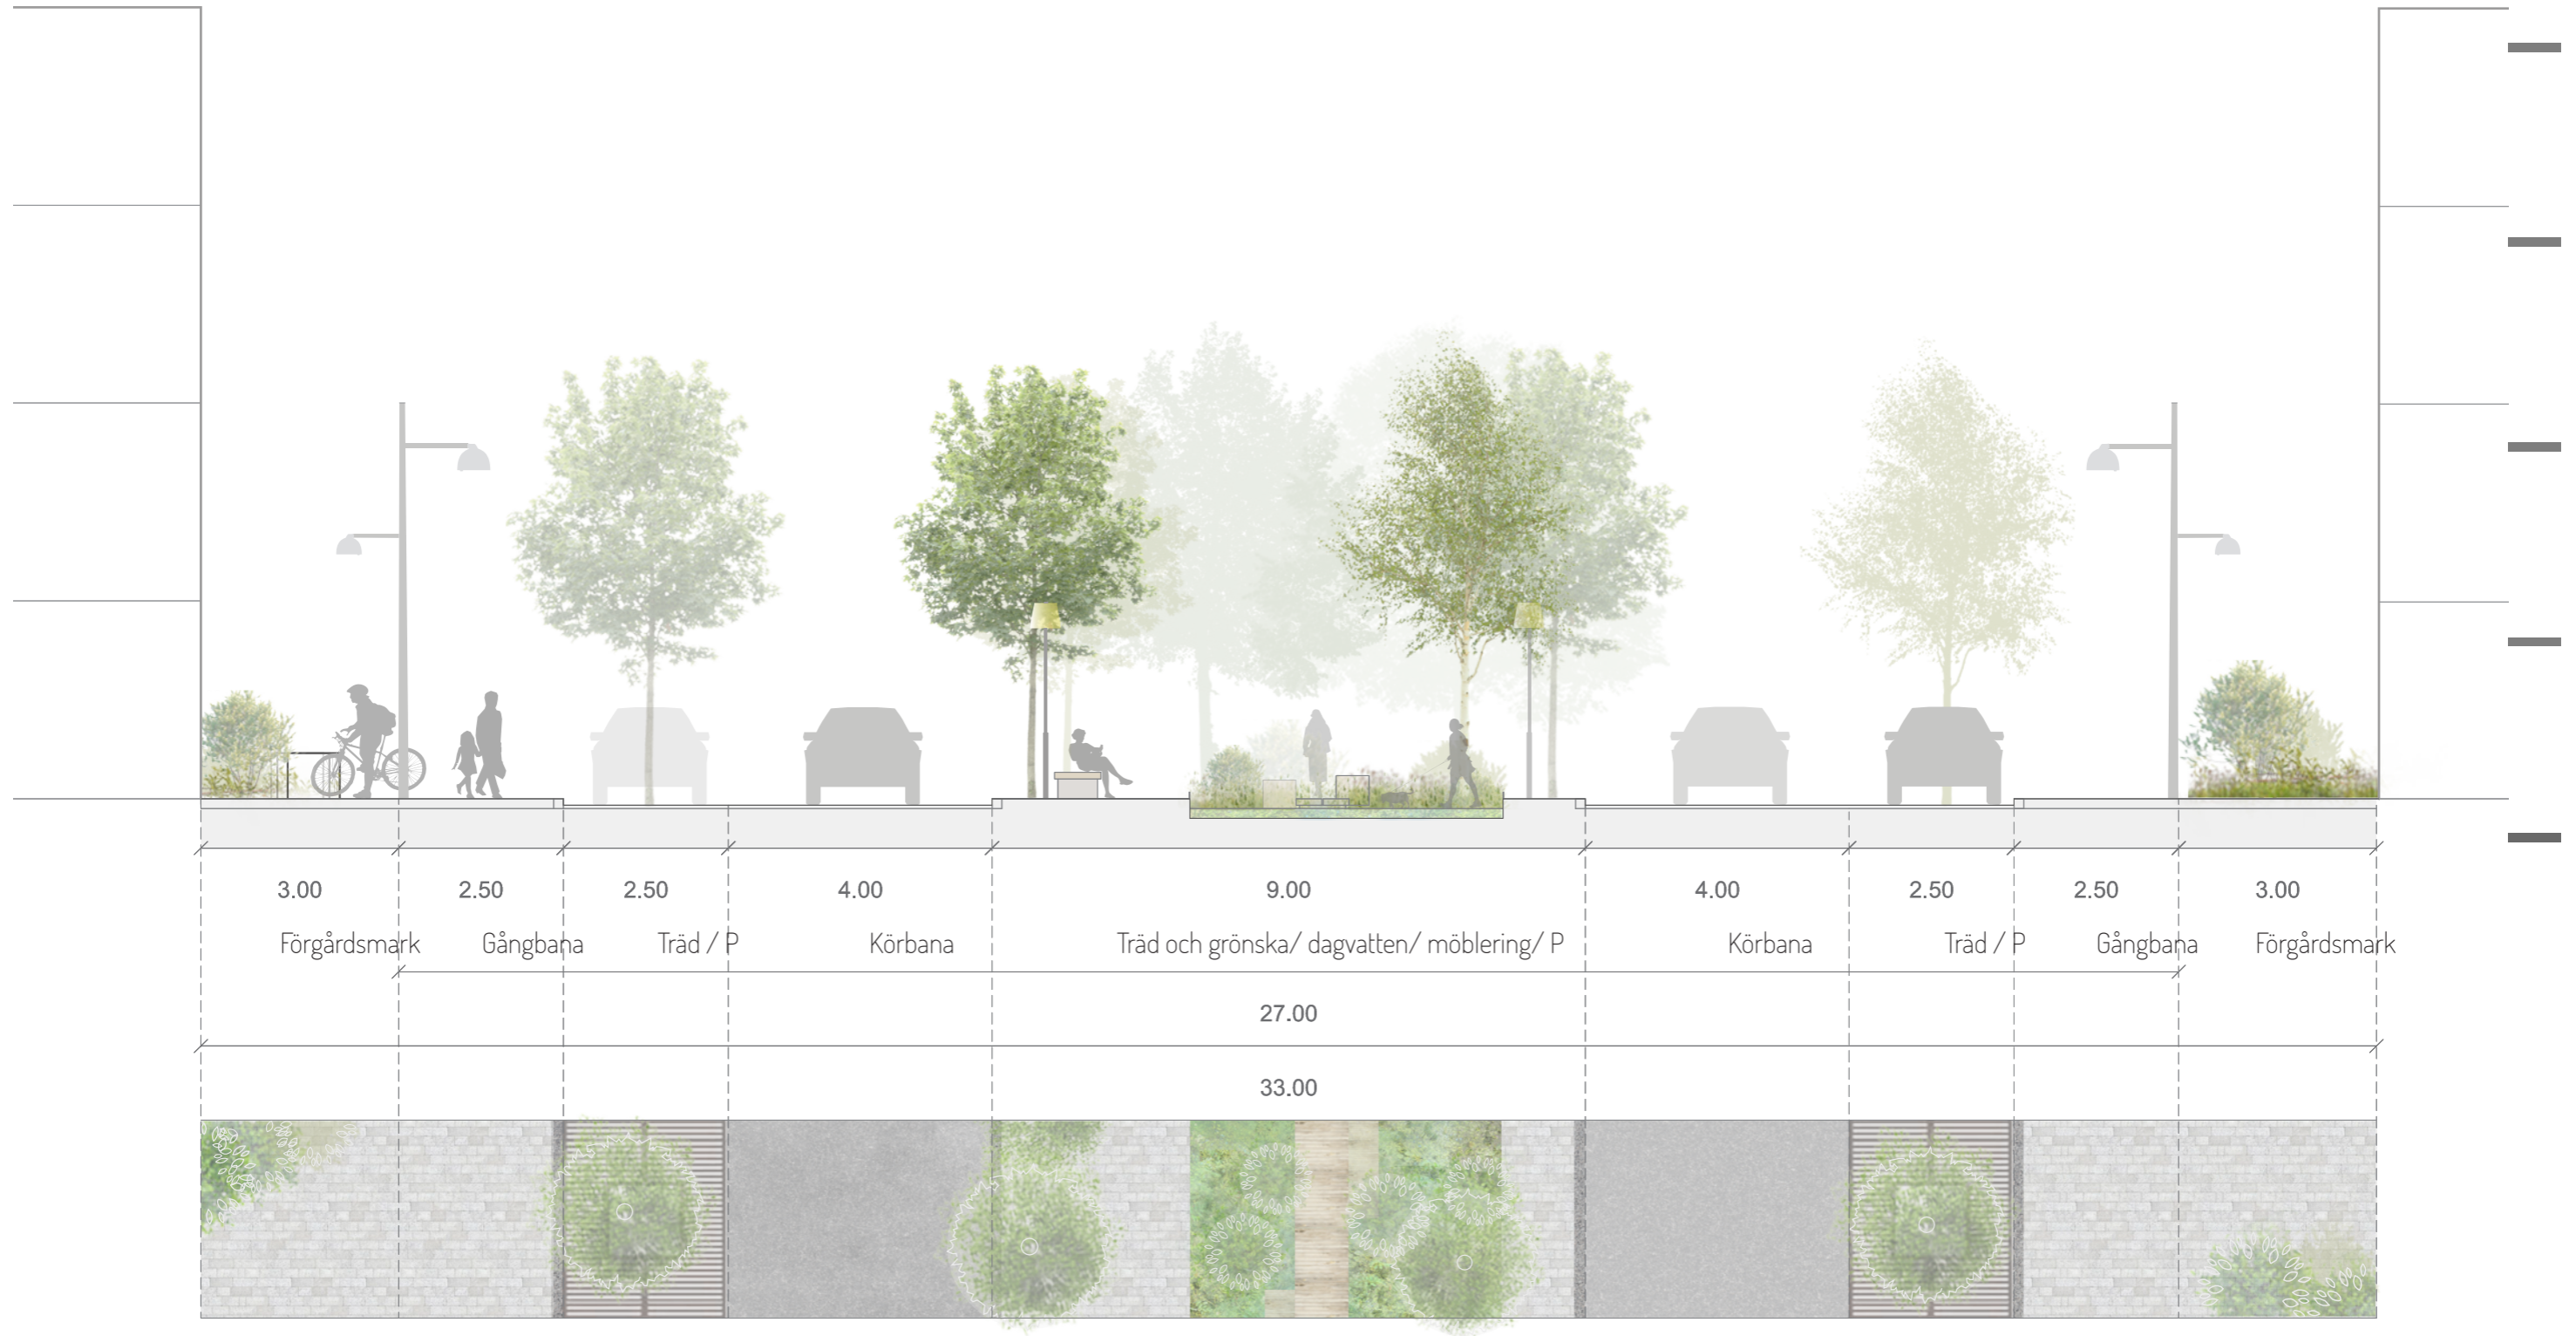 3.00 2.50 2.50 4.00 9.00 4.00 2.50 2.50 3.00
Förgårdsmark Gångbana Träd / P Körbana Träd och grönska/ dagvatten/ möblering/ P Körbana Träd / P Gångbana Förgårdsmark
27.00
33.00